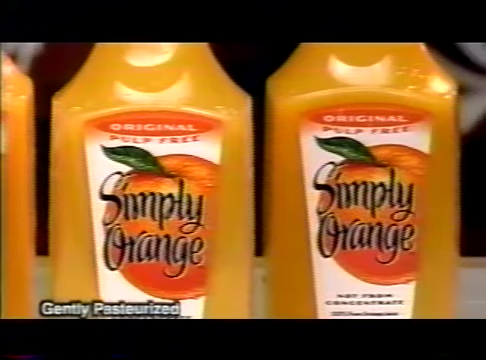 ORIGINAL
PULP FREE
Simply
Orange
ORIGINAL
PULP FREE
Simply
Orange
NOT FROM
CONCENTRATE
Gently Pasteurized